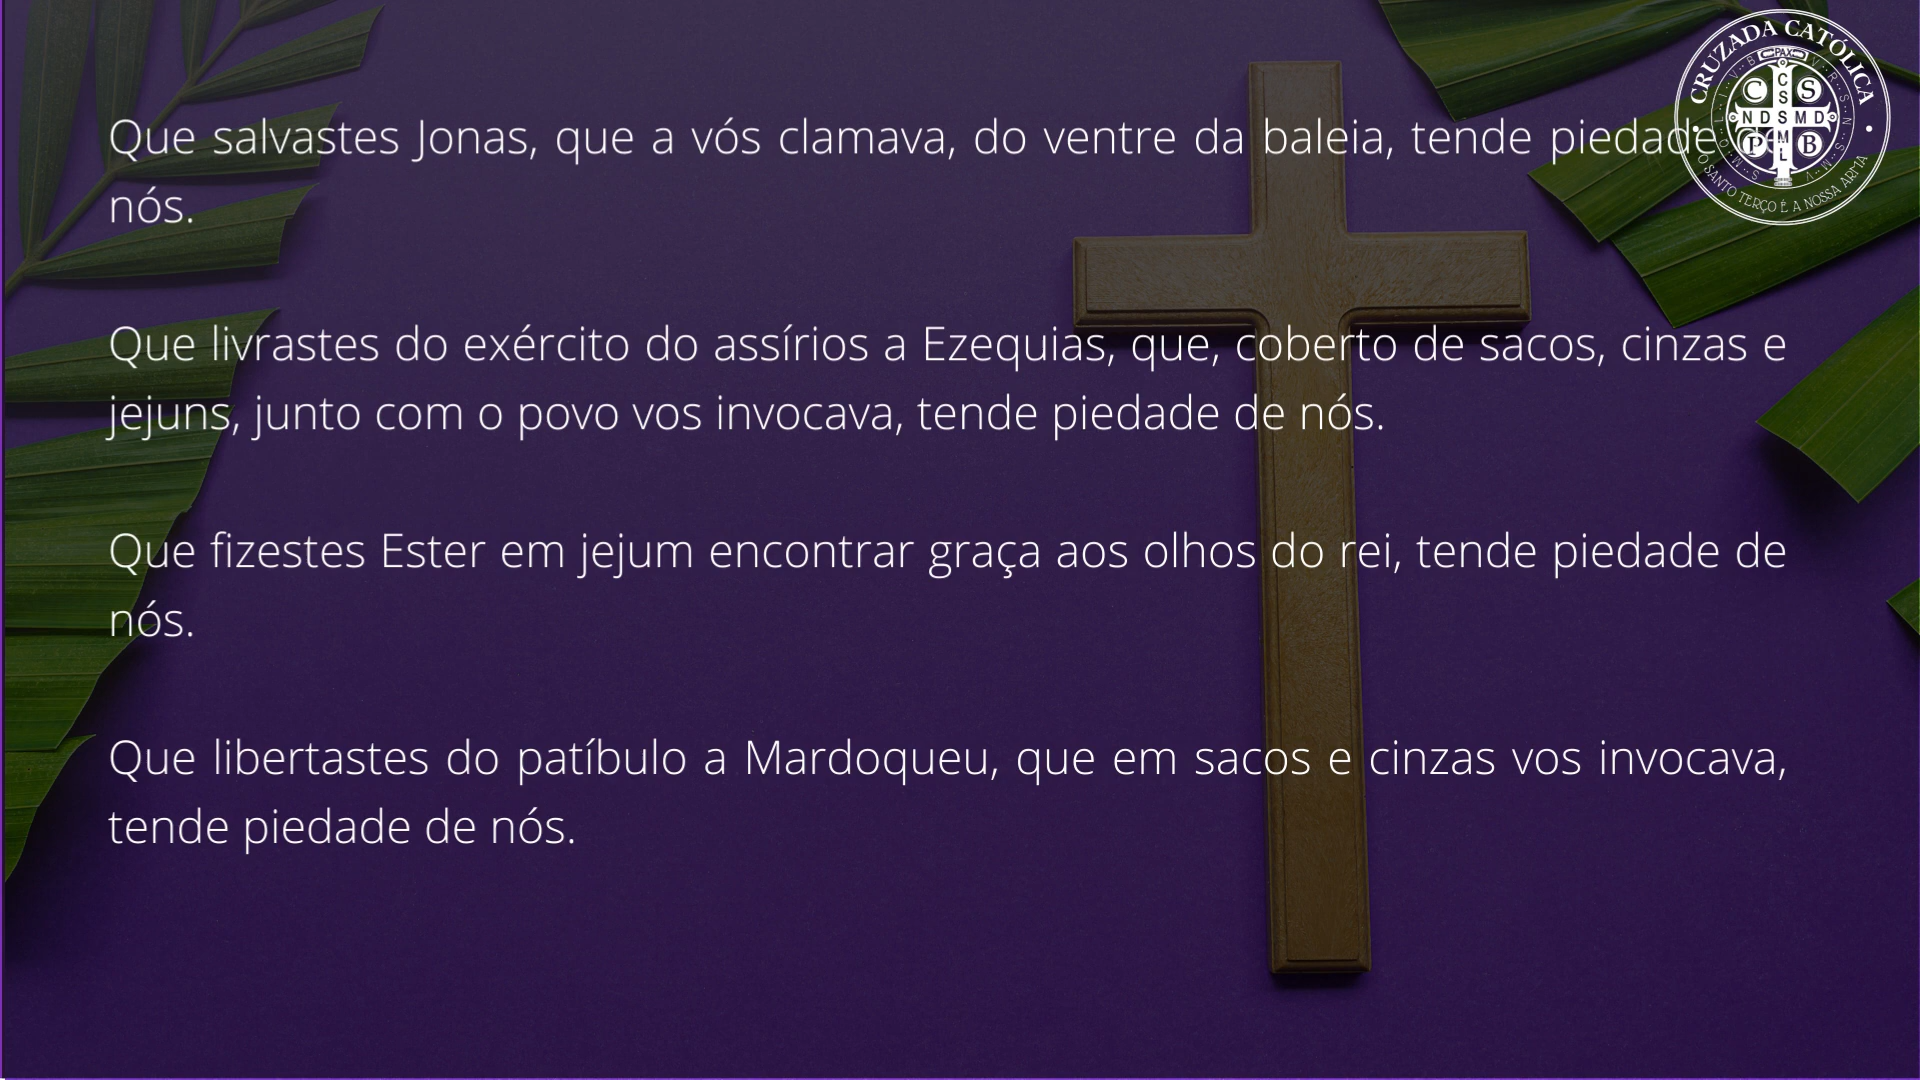 Que salvastes Jonas, que a vós clamava, do ventre da baleia, tende piedade
nós.
Que livrastes do exército do assírios a Ezequias, que, coberto de sacos, cinzas e
jejuns, junto com o povo vos invocava, tende piedade de nós.
Que fizestes Ester em jejum encontrar graça aos olhos do rei, tende piedade de
nós.
Que libertastes do patíbulo a Mardoqueu, que em sacos e cinzas vos invocava,
tende piedade de nós.
CRUZADA CATÓLICA
PAX
C S
C S S M L
N D S M D
P B
O SANTO TERÇO É A NOSSA ARMA